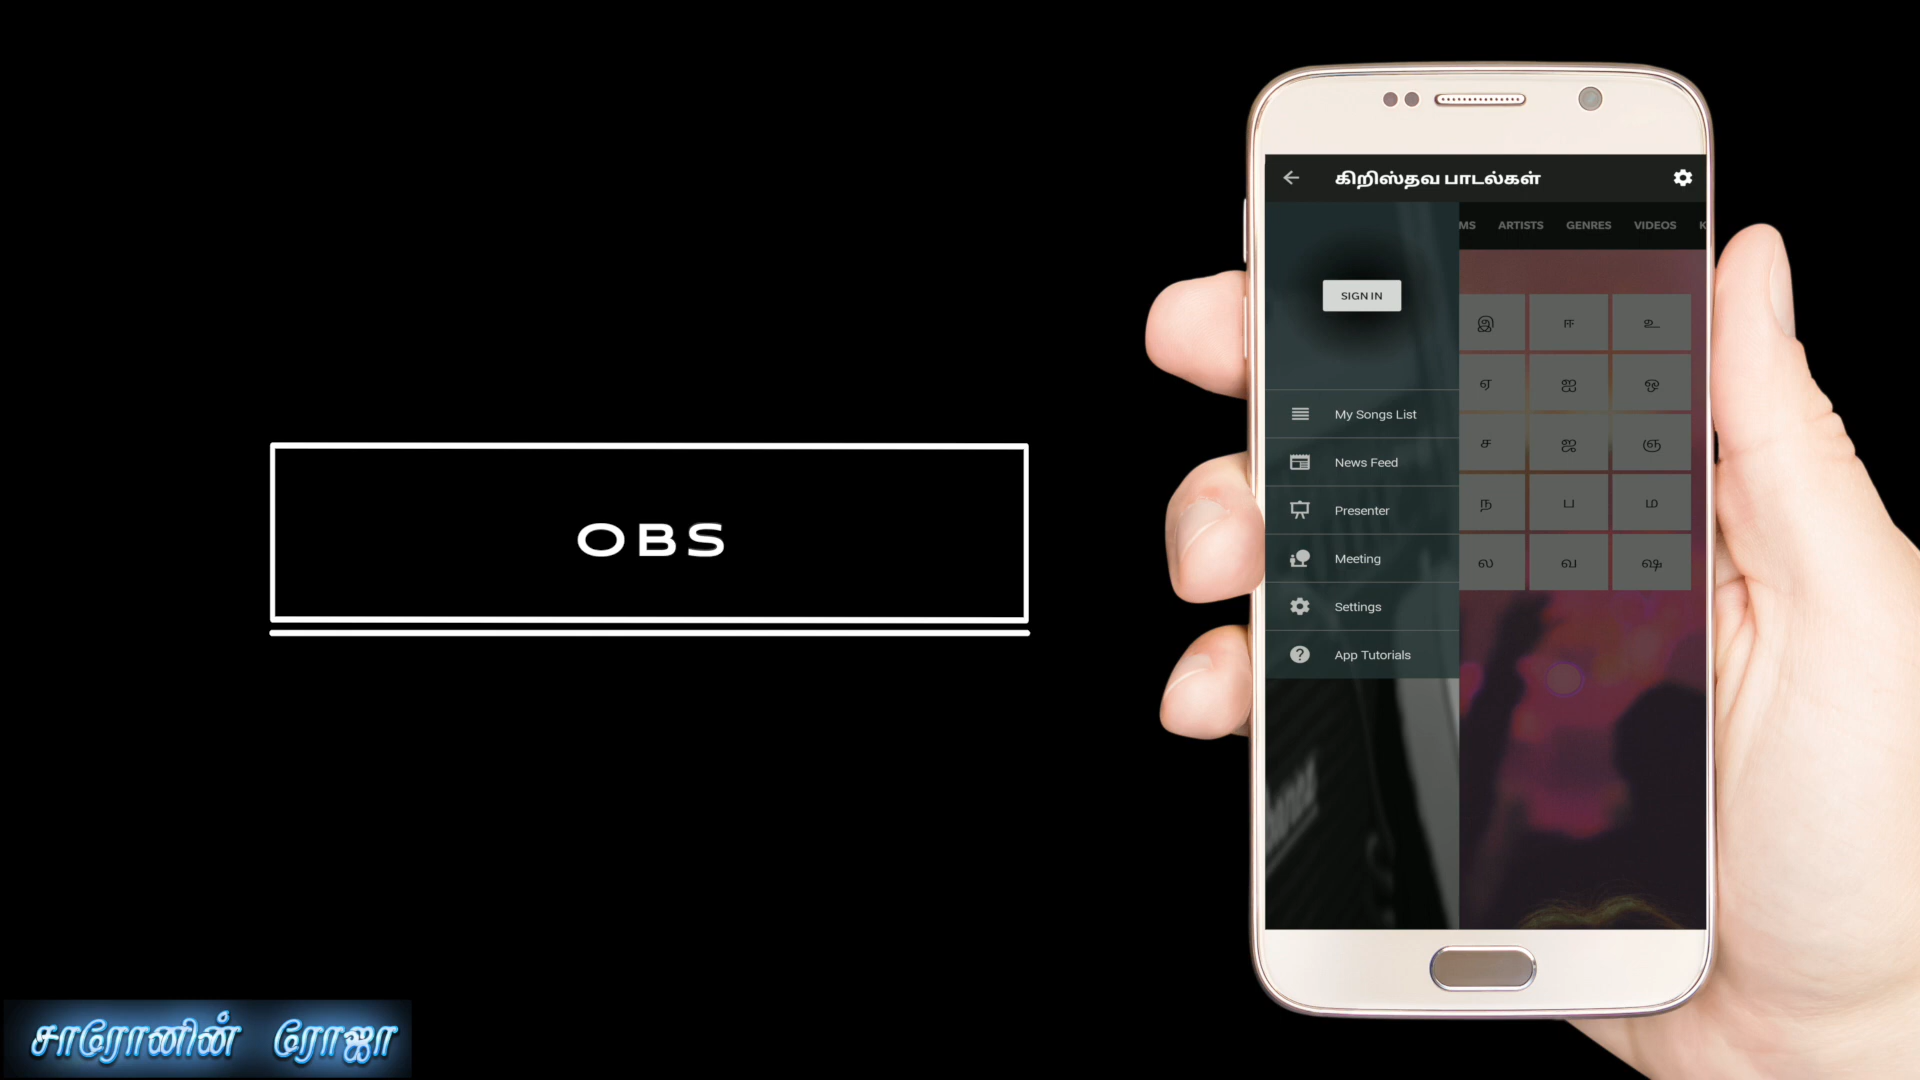 OBS
கிறிஸ்தவ பாடல்கள்
MS ARTISTS GENRES VIDEOS K
SIGN IN
My Songs List
News Feed
Presenter
Meeting
Settings
App Tutorials
இ ஈ உ
ஏ ஐ ஒ
ச ஜ ஞ
ந ப ம
ல வ ஷ
சாரோனின் ரோஜா